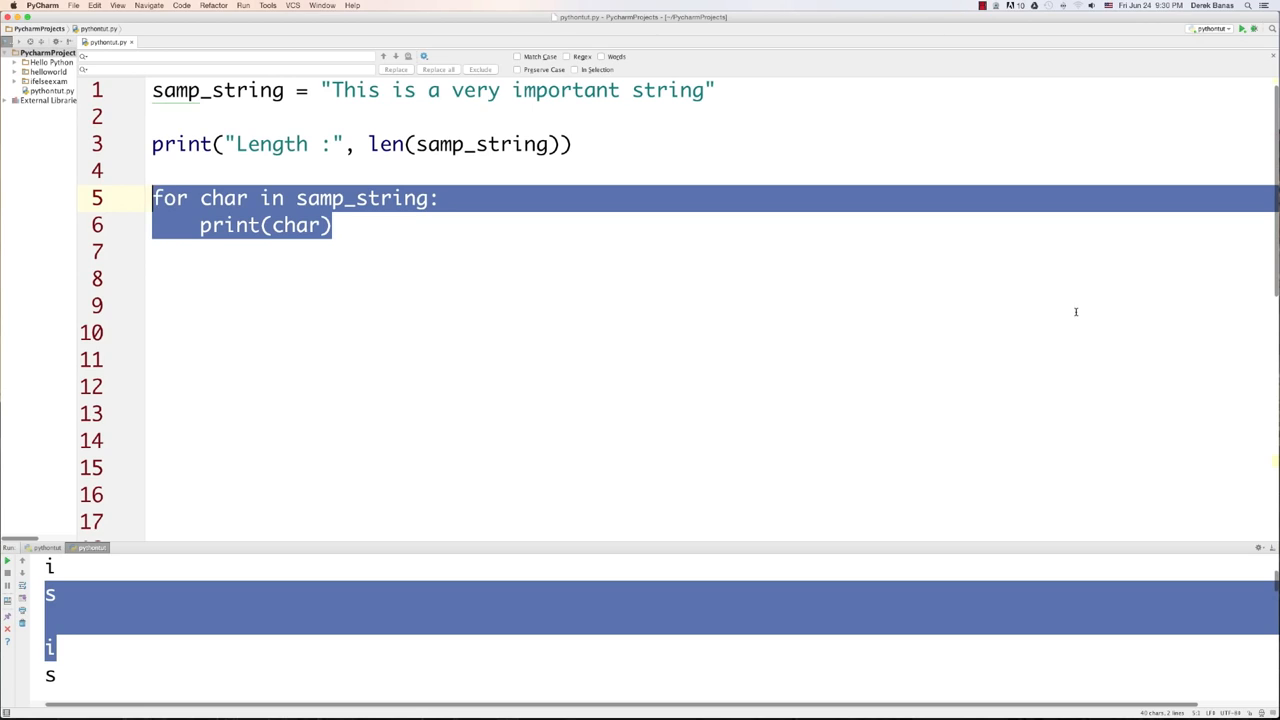 PyCharm File Edit View Navigate Code Refactor Run Tools VCS Window Help
10
Fri Jun 24 9:30 PM Derek Banas
pythontut.py - PycharmProjects - [~/PycharmProjects]
PycharmProjects pythontut.py
pythontut
pythontut.py
PycharmProject
Hello Python
helloworld
ifelseexam
pythontut.py
External Librarie
Match Case Regex Words
Replace Replace all Exclude Preserve Case In Selection
1 samp_string = "This is a very important string"
2
3 print("Length :", len(samp_string))
4
5 for char in samp_string:
6 print(char)
7
8
9
10
11
12
13
14
15
16
17
Run: pythontut pythontut
i
s
i
s
40 chars, 2 lines 5:1 LF≑ UTF-8≑